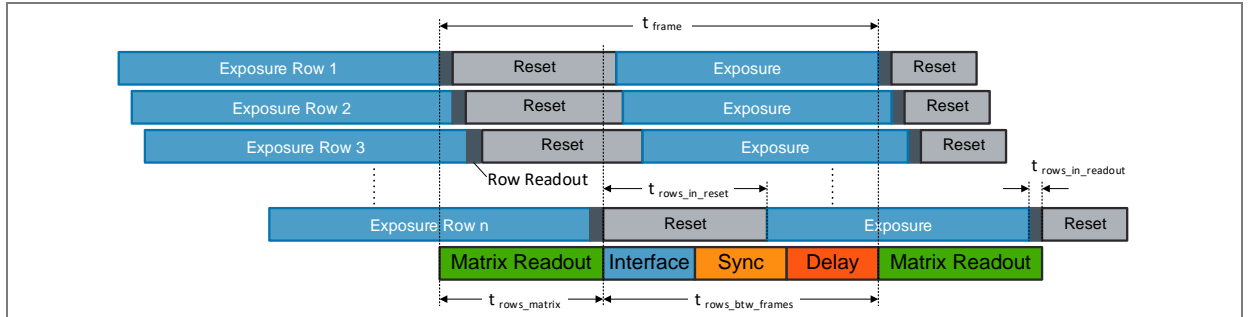 t frame
Exposure Row 1 Reset Exposure Reset
Exposure Row 2 Reset Exposure Reset
Exposure Row 3 Reset Exposure Reset
Row Readout
t rows_in_reset
t rows_in_readout
Exposure Row n Reset Exposure Reset
Matrix Readout Interface Sync Delay Matrix Readout
t rows_matrix t rows_btw_frames